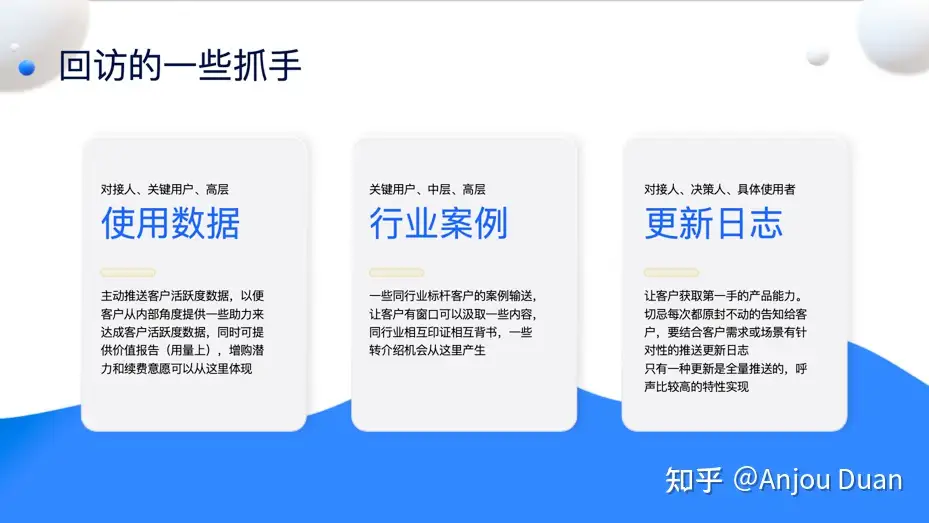 回访的一些抓手
对接人、关键用户、高层
使用数据
主动推送客户活跃度数据，以便
客户从内部角度提供一些助力来
达成客户活跃度数据，同时可提
供价值报告（用量上），增购潜
力和续费意愿可以从这里体现
关键用户、中层、高层
行业案例
一些同行业标杆客户的案例输送，
让客户有窗口可以汲取一些内容，
同行业相互印证相互背书，一些
转介绍机会从这里产生
对接人、决策人、具体使用者
更新日志
让客户获取第一手的产品能力。
切忌每次都原封不动的告知给客
户，要结合客户需求或场景有针
对性的推送更新日志
只有一种更新是全量推送的，呼
声比较高的特性实现
知乎 @Anjou Duan